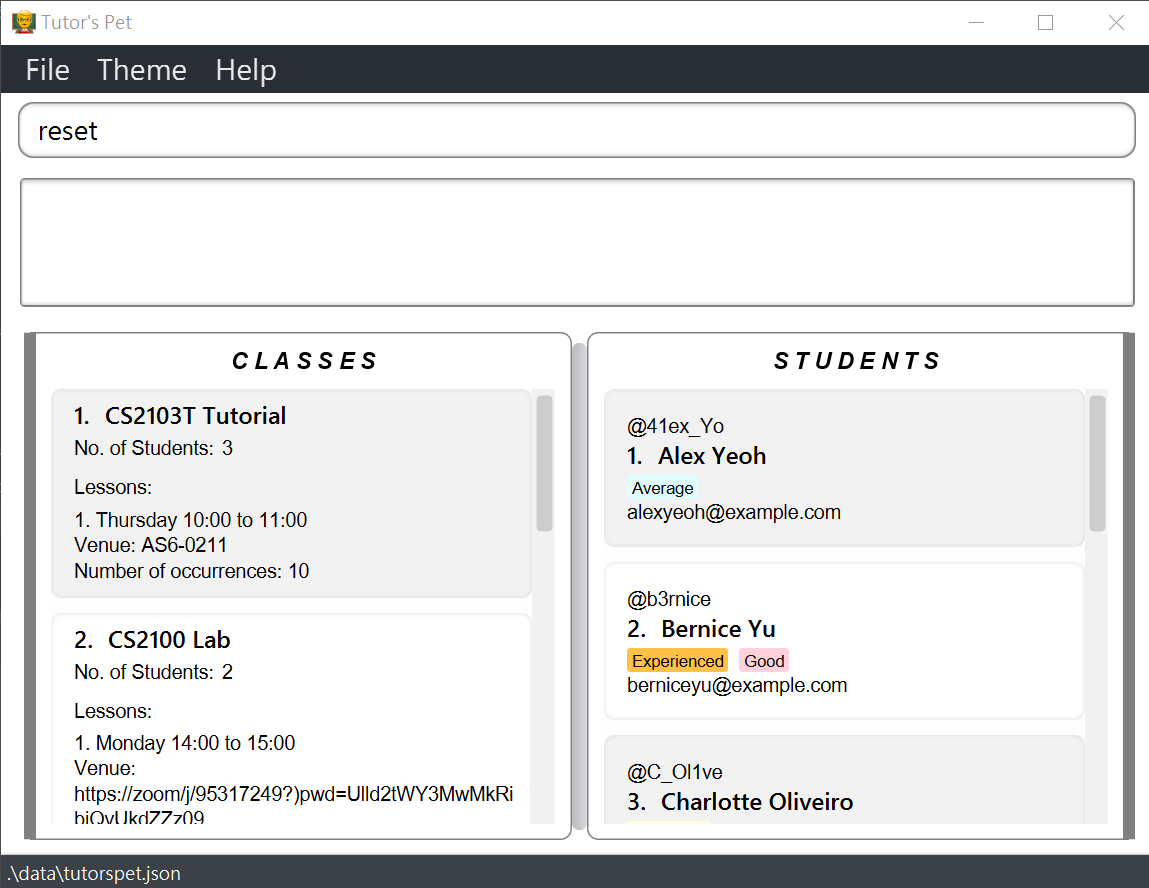 Tutor's Pet
File Theme Help
reset
CLASSES
1. CS2103T Tutorial
No. of Students: 3
Lessons:
1. Thursday 10:00 to 11:00
Venue: AS6-0211
Number of occurrences: 10
2. CS2100 Lab
No. of Students: 2
Lessons:
1. Monday 14:00 to 15:00
Venue:
https://zoom/j/95317249?)pwd=Ulld2tWY3MwMkRi
STUDENTS
@41ex_Yo
1. Alex Yeoh
Average
alexyeoh@example.com
@b3rnice
2. Bernice Yu
Experienced Good
berniceyu@example.com
@C_Ol1ve
3. Charlotte Oliveiro
.\data\tutorspet.json